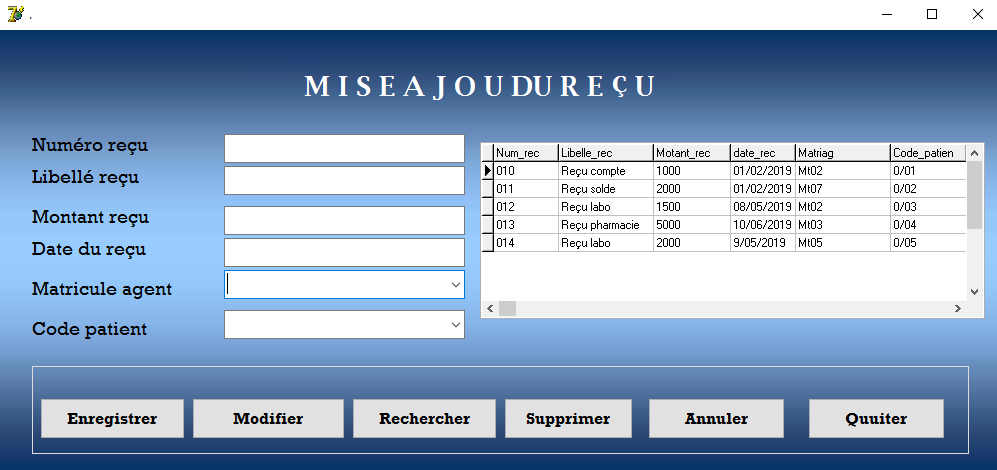 .
M I S E A J O U DU R E Ç U
Numéro reçu
Libellé reçu
Montant reçu
Date du reçu
Matricule agent
Code patient
Num_rec Libelle_rec Motant_rec date_rec Matriag Code_patien
010 Reçu compte 1000 01/02/2019 Mt02 0/01
011 Reçu solde 2000 01/02/2019 Mt07 0/02
012 Reçu labo 1500 08/05/2019 Mt02 0/03
013 Reçu pharmacie 5000 10/06/2019 Mt03 0/04
014 Reçu labo 2000 9/05/2019 Mt05 0/05
Enregistrer Modifier Rechercher Supprimer Annuler Quuiter